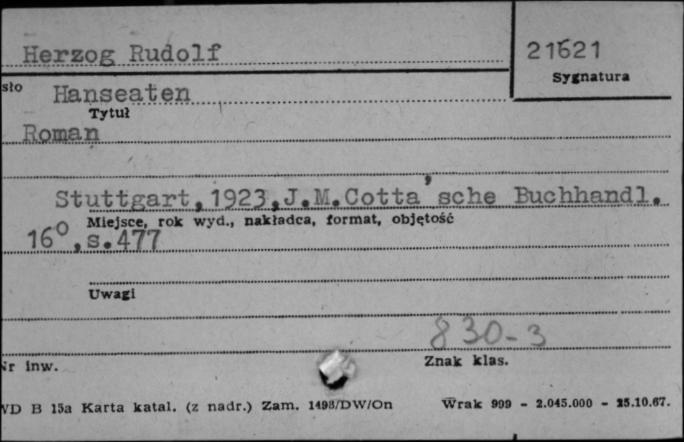 Herzog Rudolf
21621
Sygnatura
sło Hanseaten
Tytuł
Roman
Stuttgart, 1923, J.M.Cotta'sche Buchhandl.
Miejsce, rok wyd., nakładca, format, objętość
16°, s.477
Uwagi
830-3
Nr inw.
Znak klas.
WD B 15a Karta katal. (z nadr.) Zam. 1493/DW/On Wrak 909 - 2.045.000 - 25.10.67.